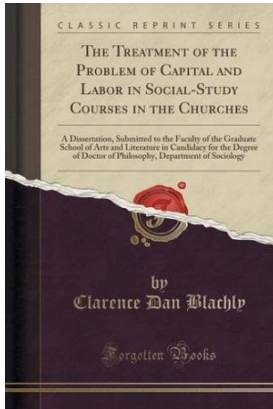 CLASSIC REPRINT SERIES
The Treatment of the
Problem of Capital and
Labor in Social-Study
Courses in the Churches
A Dissertation, Submitted to the Faculty of the Graduate
School of Arts and Literature in Candidacy for the Degree
of Doctor of Philosophy, Department of Sociology
by
Clarence Dan Blachly
Forgotten Books